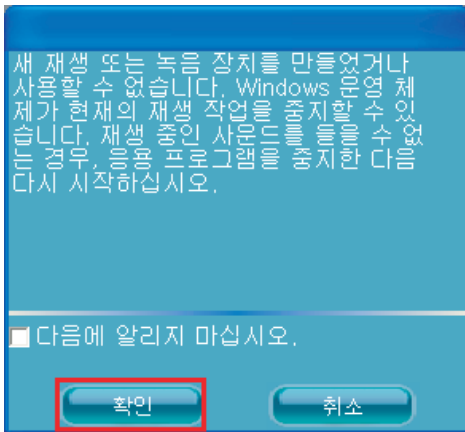 새 재생 또는 녹음 장치를 만들었거나
사용할 수 없습니다. Windows 운영 체
제가 현재의 재생 작업을 중지할 수 있
습니다. 재생 중인 사운드를 들을 수 없
는 경우, 응용 프로그램을 중지한 다음
다시 시작하십시오.
다음에 알리지 마십시오.
확인 취소